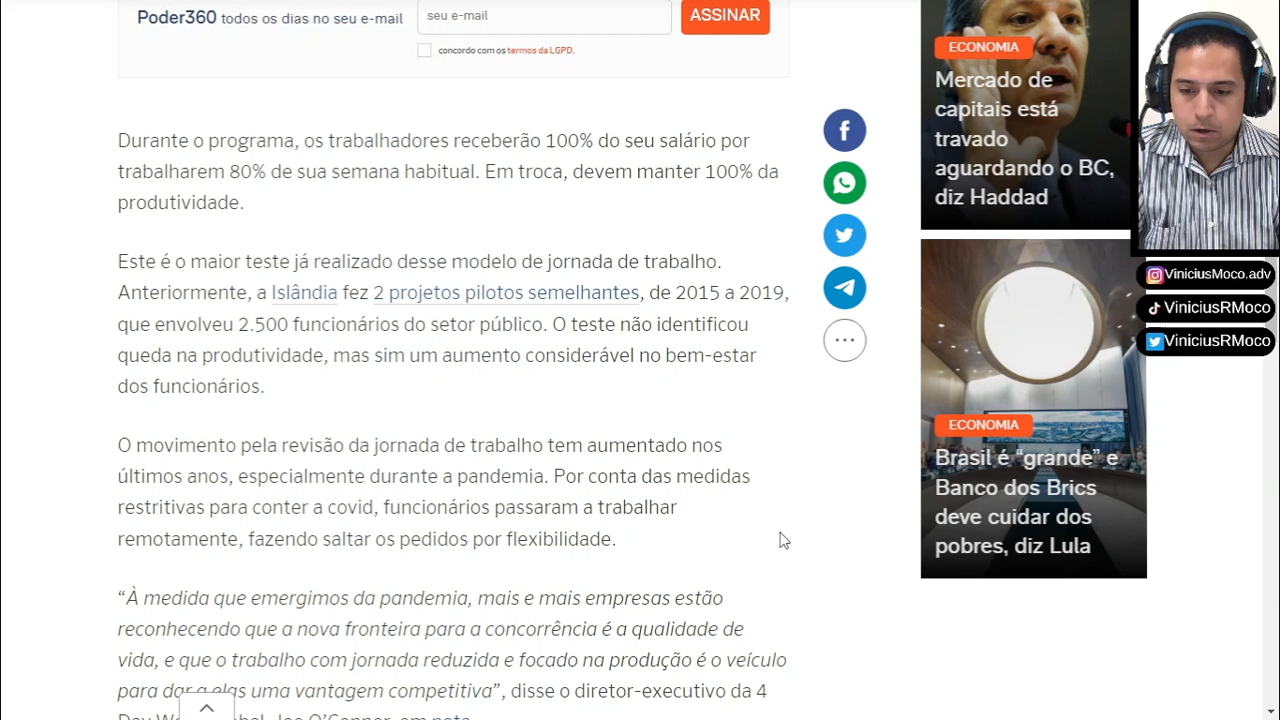 Poder360 todos os dias no seu e-mail
seu e-mail
ASSINAR
concordo com os termos da LGPD.
Durante o programa, os trabalhadores receberão 100% do seu salário por
trabalharem 80% de sua semana habitual. Em troca, devem manter 100% da
produtividade.
Este é o maior teste já realizado desse modelo de jornada de trabalho.
Anteriormente, a Islândia fez 2 projetos pilotos semelhantes, de 2015 a 2019,
que envolveu 2.500 funcionários do setor público. O teste não identificou
queda na produtividade, mas sim um aumento considerável no bem-estar
dos funcionários.
O movimento pela revisão da jornada de trabalho tem aumentado nos
últimos anos, especialmente durante a pandemia. Por conta das medidas
restritivas para conter a covid, funcionários passaram a trabalhar
remotamente, fazendo saltar os pedidos por flexibilidade.
“À medida que emergimos da pandemia, mais e mais empresas estão
reconhecendo que a nova fronteira para a concorrência é a qualidade de
vida, e que o trabalho com jornada reduzida e focado na produção é o veículo
para dar a elas uma vantagem competitiva”, disse o diretor-executivo da 4
Joe O’Connor, em nota
ECONOMIA
Mercado de
capitais está
travado
aguardando o BC,
diz Haddad
ECONOMIA
Brasil é “grande” e
Banco dos Brics
deve cuidar dos
pobres, diz Lula
ViniciusMoco.adv
ViniciusRMoco
ViniciusRMoco